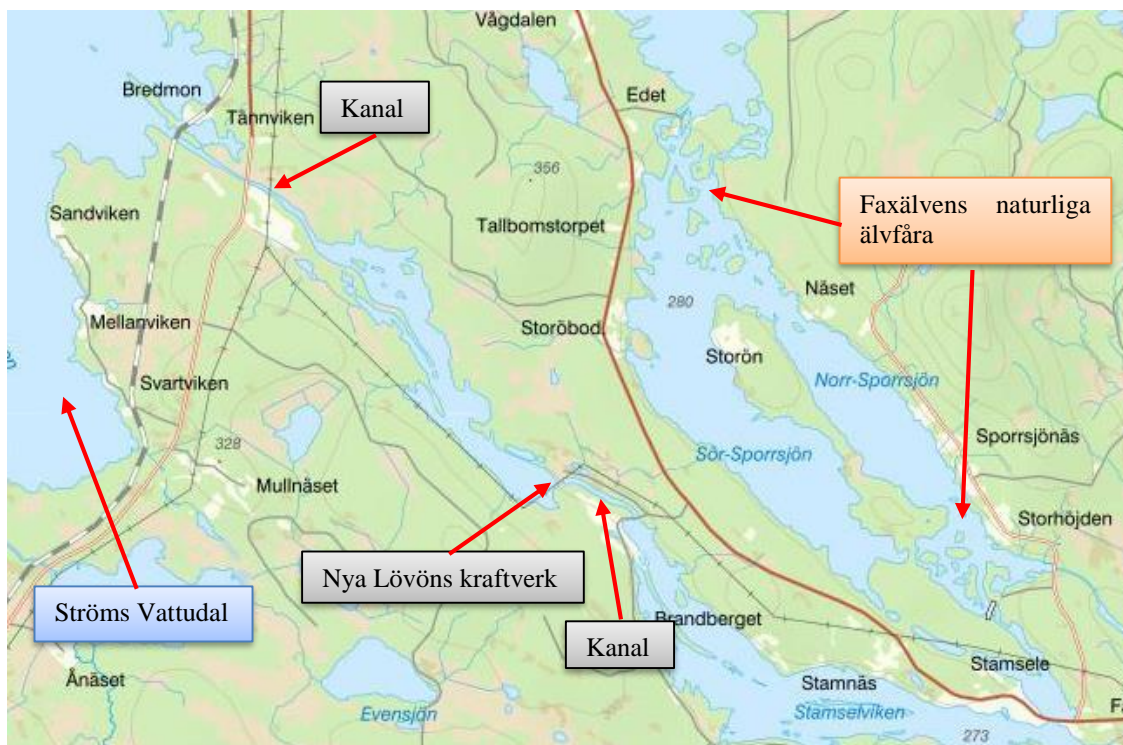 Vågdalen
Bredmon
Edet
Kanal
Tännviken
356
Faxälvens naturliga
älvfåra
Sandviken
Tallbomstorpet
Näset
280
Mellanviken
Storöbod.
Storön
Norr-Sporrsjön
Svartviken
Sporrsjönäs
328
Sör-Sporrsjön
Mullnäset
Storhöjden
Nya Lövöns kraftverk
Ströms Vattudal
Brandberget
Kanal
Stamsele
Ånäset
Stamnäs
Evensjön
Stamselviken
273